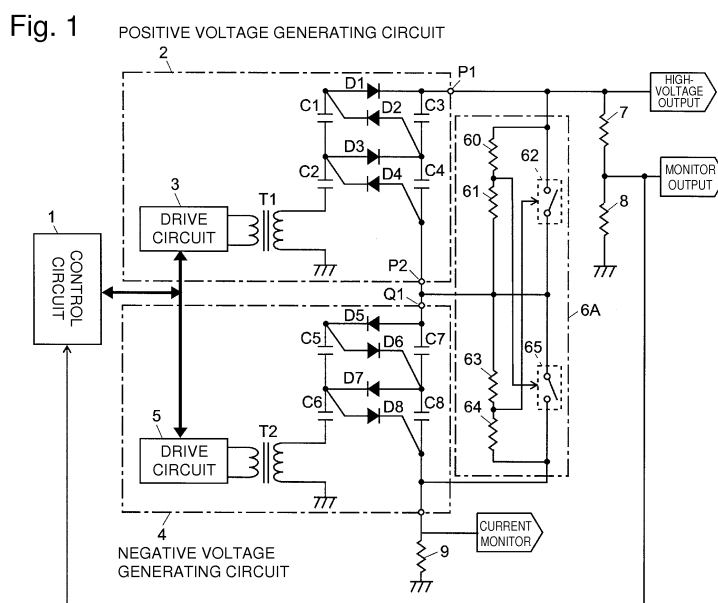 Fig. 1
POSITIVE VOLTAGE GENERATING CIRCUIT
2
P1
HIGH-
VOLTAGE
OUTPUT
D1
C1
D2
C3
7
60
62
MONITOR
OUTPUT
D3
C2
D4
C4
61
8
3
T1
DRIVE
CIRCUIT
1
CONTROL
CIRCUIT
P2
Q1
6A
D5
C5
D6
C7
63
65
D7
C6
D8
C8
64
5
T2
DRIVE
CIRCUIT
4
CURRENT
MONITOR
9
NEGATIVE VOLTAGE
GENERATING CIRCUIT